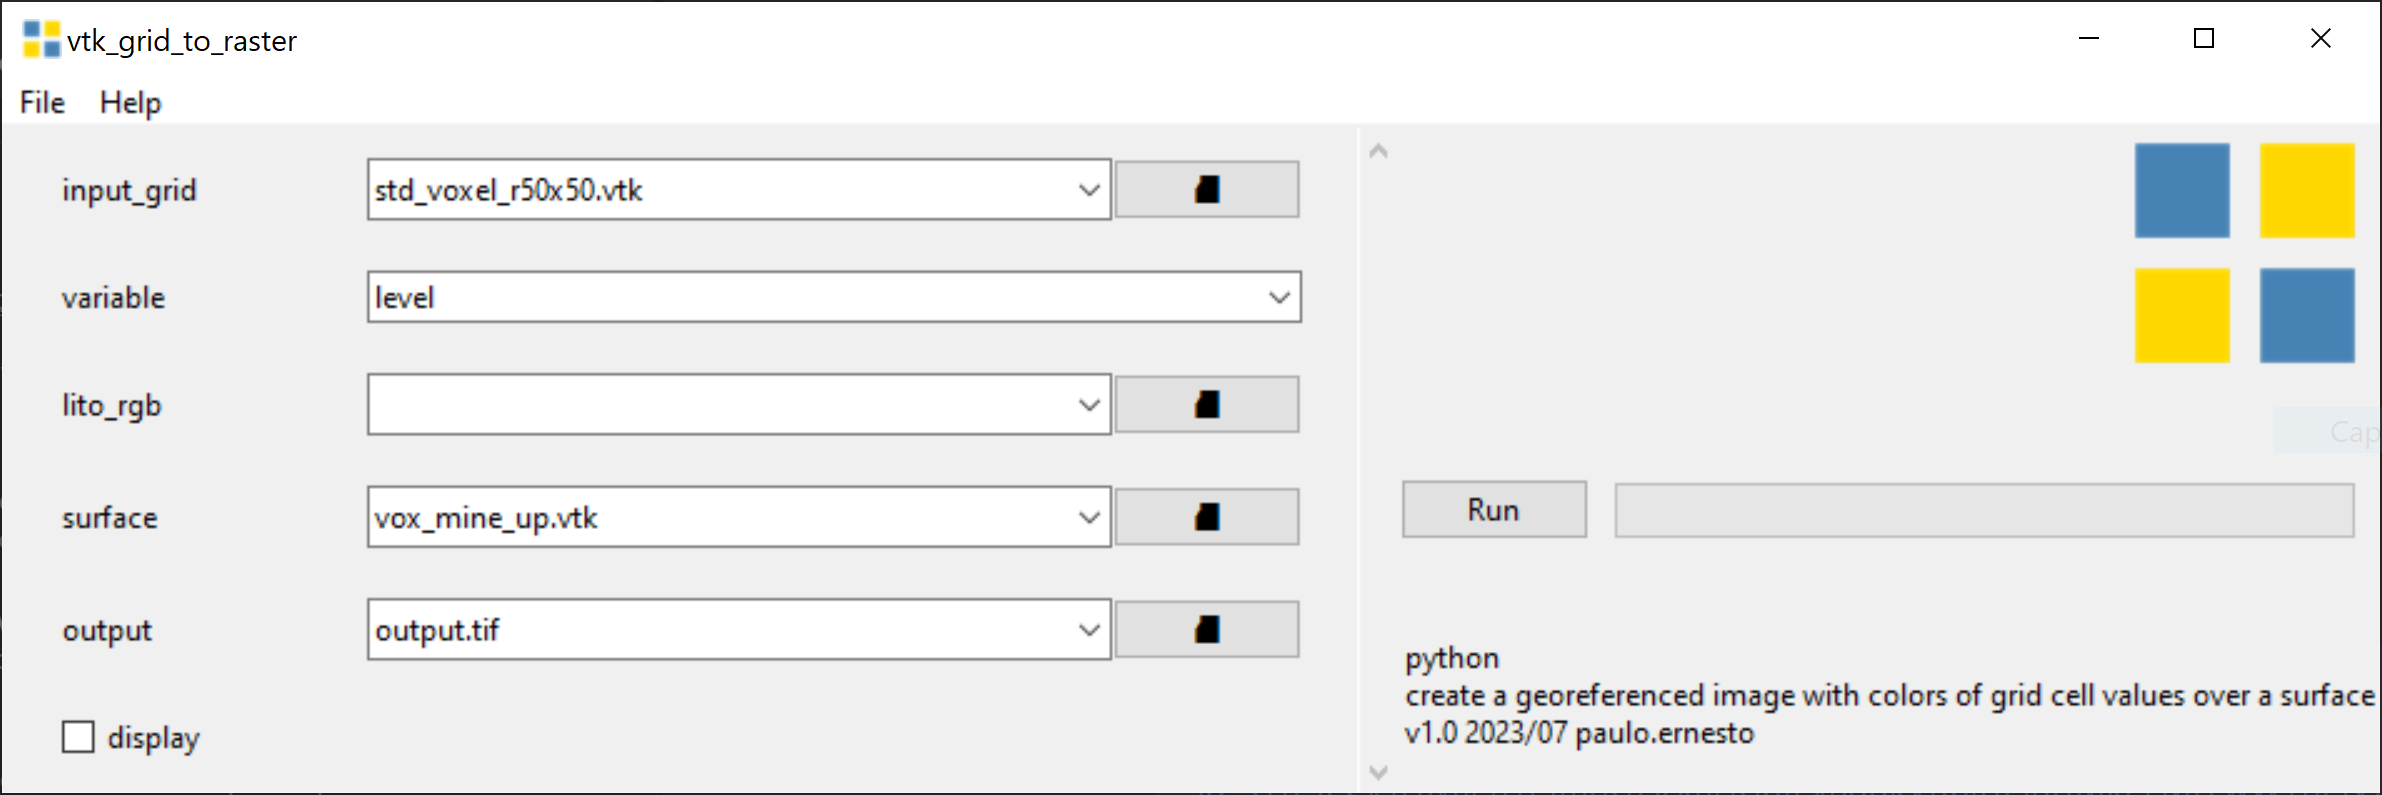 vtk_grid_to_raster
File Help
input_grid std_voxel_r50x50.vtk
variable level
lito_rgb
surface vox_mine_up.vtk
output output.tif
display
Cap
Run
python
create a georeferenced image with colors of grid cell values over a surface
v1.0 2023/07 paulo.ernesto